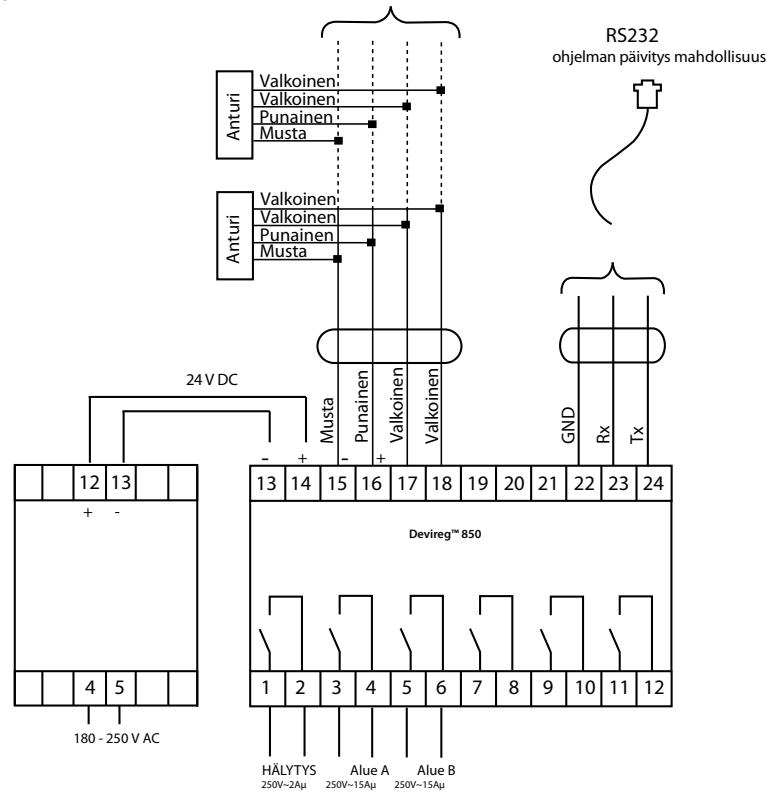 RS232
ohjelman päivitys mahdollisuus
Anturi
Valkoinen
Valkoinen
Punainen
Musta
Anturi
Valkoinen
Valkoinen
Punainen
Musta
24 V DC
Musta
Punainen
Valkoinen
Valkoinen
GND
Rx
Tx
12 13
+ -
- + - +
13 14 15 16 17 18 19 20 21 22 23 24
Devireg™ 850
4 5
1 2 3 4 5 6 7 8 9 10 11 12
180 - 250 V AC
HÄLYTYS Alue A Alue B
250V~2Aµ 250V~15Aµ 250V~15Aµ